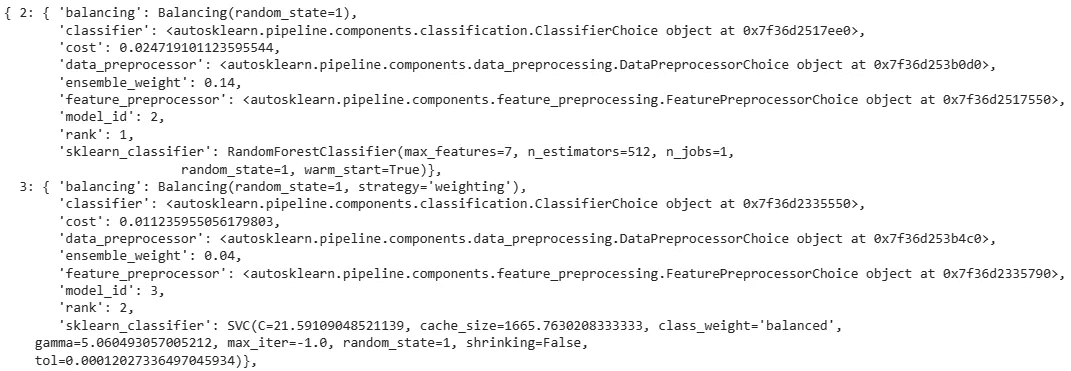 { 2: { 'balancing': Balancing(random_state=1),
'classifier': <autosklearn.pipeline.components.classification.ClassifierChoice object at 0x7f36d2517ee0>,
'cost': 0.024719101123595544,
'data_preprocessor': <autosklearn.pipeline.components.data_preprocessing.DataPreprocessorChoice object at 0x7f36d253b0d0>,
'ensemble_weight': 0.14,
'feature_preprocessor': <autosklearn.pipeline.components.feature_preprocessing.FeaturePreprocessorChoice object at 0x7f36d2517550>,
'model_id': 2,
'rank': 1,
'sklearn_classifier': RandomForestClassifier(max_features=7, n_estimators=512, n_jobs=1,
random_state=1, warm_start=True)},
3: { 'balancing': Balancing(random_state=1, strategy='weighting'),
'classifier': <autosklearn.pipeline.components.classification.ClassifierChoice object at 0x7f36d2335550>,
'cost': 0.011235955056179803,
'data_preprocessor': <autosklearn.pipeline.components.data_preprocessing.DataPreprocessorChoice object at 0x7f36d253b4c0>,
'ensemble_weight': 0.04,
'feature_preprocessor': <autosklearn.pipeline.components.feature_preprocessing.FeaturePreprocessorChoice object at 0x7f36d2335790>,
'model_id': 3,
'rank': 2,
'sklearn_classifier': SVC(C=21.59109048521139, cache_size=1665.7630208333333, class_weight='balanced',
gamma=5.060493057005212, max_iter=-1.0, random_state=1, shrinking=False,
tol=0.00012027336497045934)},